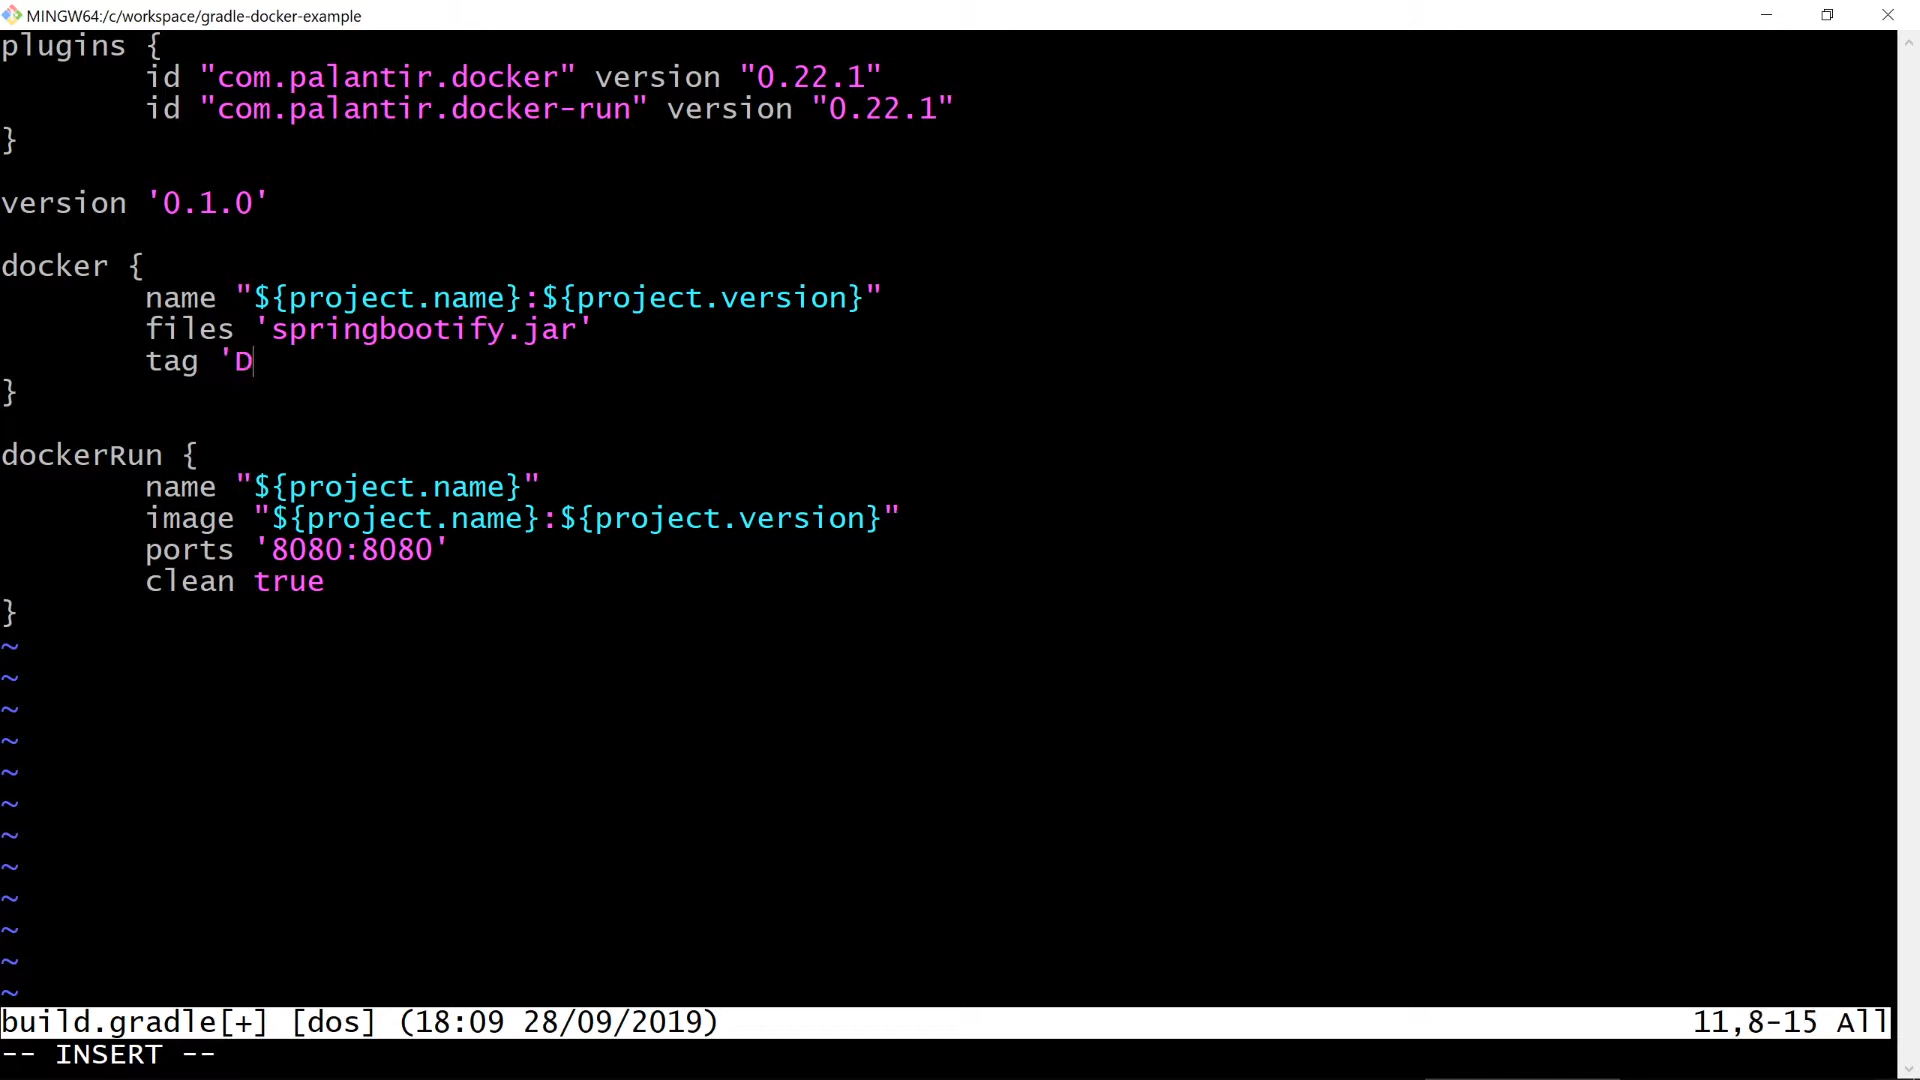 MINGW64:/c/workspace/gradle-docker-example
plugins {
        id "com.palantir.docker" version "0.22.1"
        id "com.palantir.docker-run" version "0.22.1"
}

version '0.1.0'

docker {
        name "${project.name}:${project.version}"
        files 'springbootify.jar'
        tag 'D
}

dockerRun {
        name "${project.name}"
        image "${project.name}:${project.version}"
        ports '8080:8080'
        clean true
}
~
~
~
~
~
~
~
~
~
~
~
~
build.gradle[+] [dos] (18:09 28/09/2019) 11,8-15 All
-- INSERT --